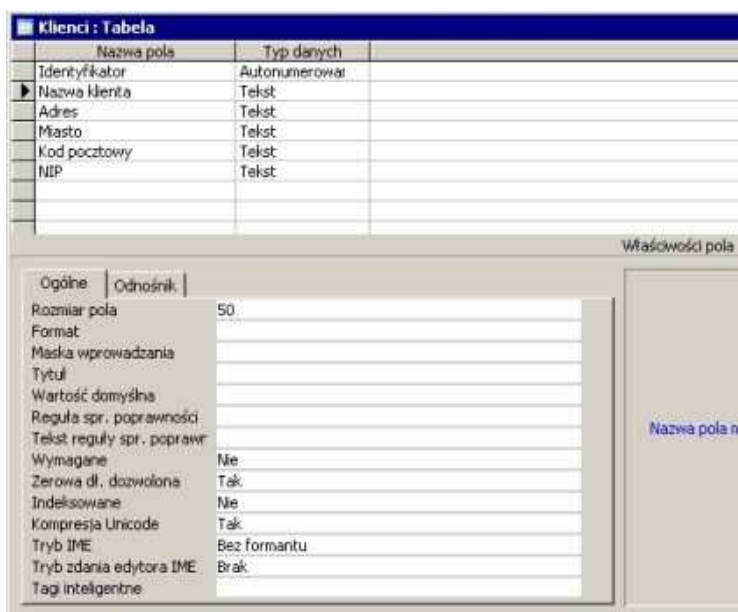 Klienci : Tabela
Nazwa pola Typ danych
Identyfikator Autonumerowar
Nazwa klienta Tekst
Adres Tekst
Miasto Tekst
Kod pocztowy Tekst
NIP Tekst
Właściwości pola
Ogólne Odnośnik
Rozmiar pola 50
Format
Maska wprowadzania
Tytuł
Wartość domyślna
Reguła spr. poprawności
Tekst reguły spr. poprawr
Nazwa pola n
Wymagane Nie
Zerowa dł. dozwolona Tak
Indeksowane Nie
Kompresja Unicode Tak
Tryb IME Bez formantu
Tryb zdania edytora IME Brak
Tagi inteligentne